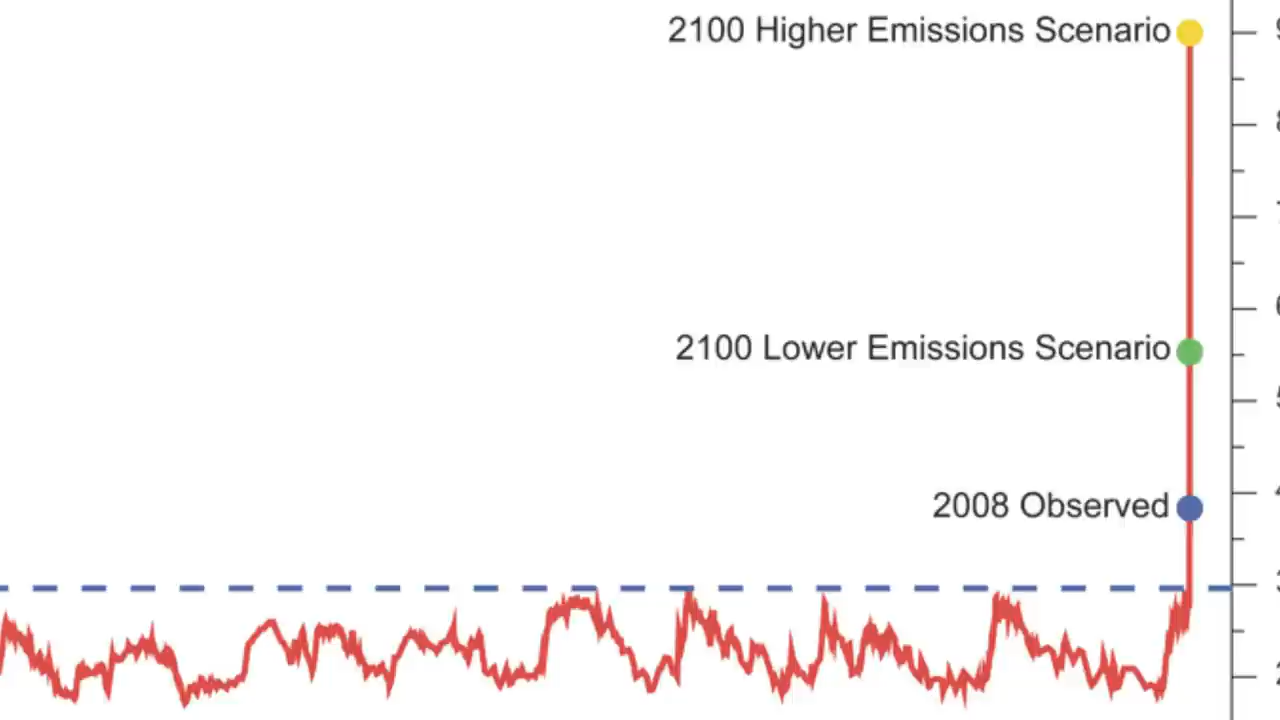 2100 Higher Emissions Scenario
2100 Lower Emissions Scenario
2008 Observed